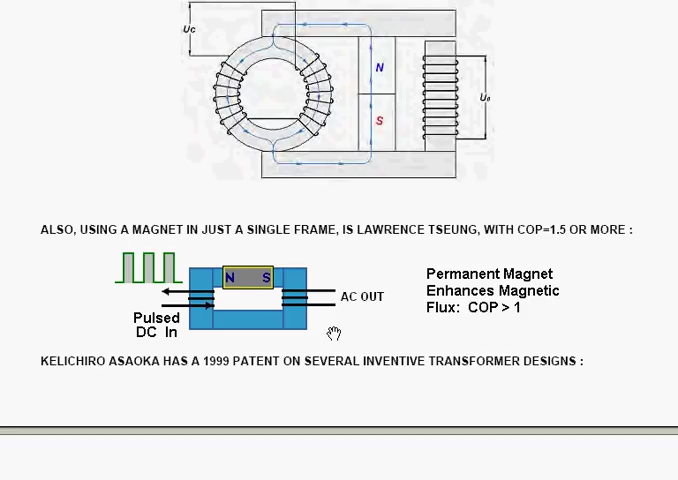 Uc
N
S
U₀
ALSO, USING A MAGNET IN JUST A SINGLE FRAME, IS LAWRENCE TSEUNG, WITH COP=1.5 OR MORE :
N S
Pulsed
DC In
AC OUT
Permanent Magnet
Enhances Magnetic
Flux: COP > 1
KELICHIRO ASAOKA HAS A 1999 PATENT ON SEVERAL INVENTIVE TRANSFORMER DESIGNS :